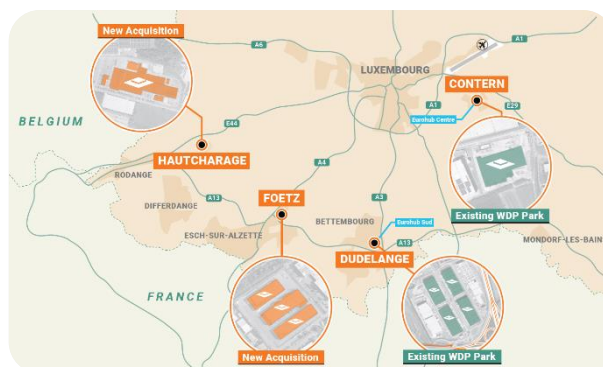 New Acquisition
A6
A1
LUXEMBOURG
CONTERN
A1
E29
Eurohub Centre
BELGIUM
E44
HAUTCHARAGE
A4
RODANGE
FOETZ
A3
Existing WDP Park
A13
DIFFERDANGE
BETTEMBOURG
Eurohub Sud
ESCH-SUR-ALZETTE
A13
MONDORF-LES-BAIN
DUDELANGE
FRANCE
New Acquisition
Existing WDP Park